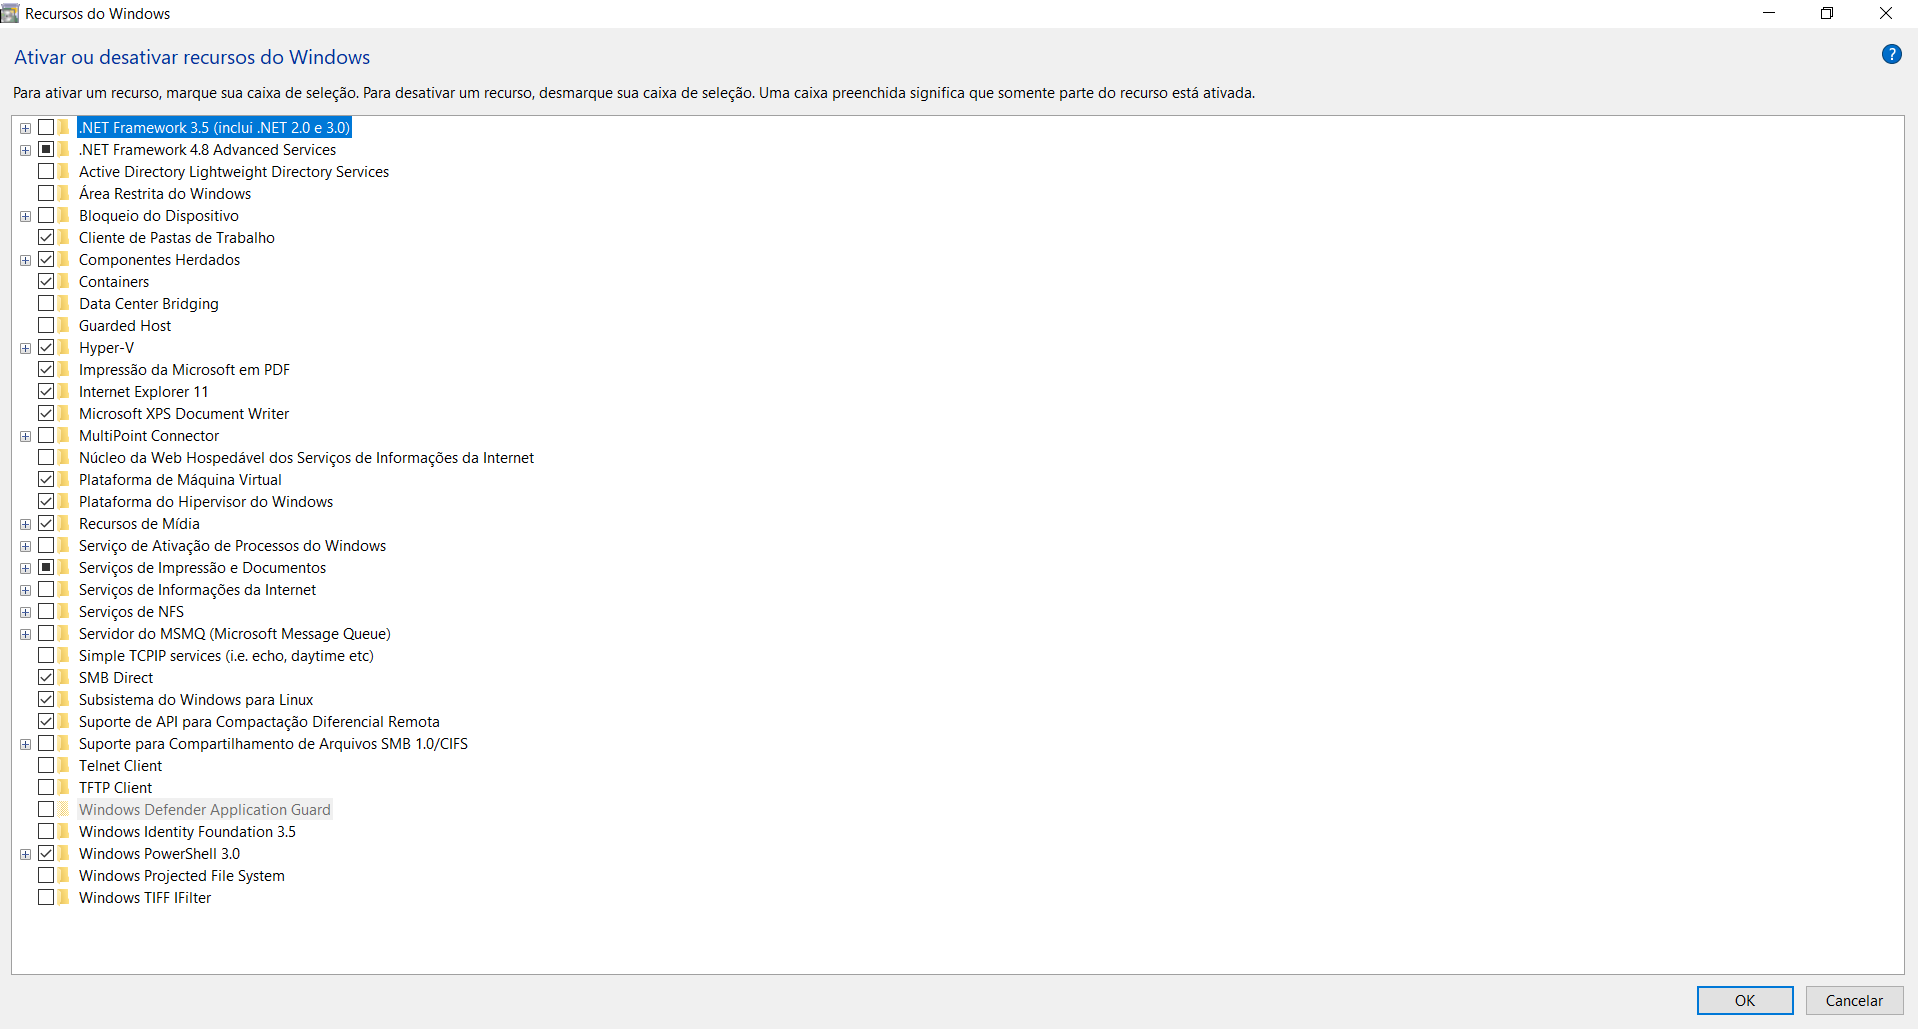 Recursos do Windows
Ativar ou desativar recursos do Windows
?
Para ativar um recurso, marque sua caixa de seleção. Para desativar um recurso, desmarque sua caixa de seleção. Uma caixa preenchida significa que somente parte do recurso está ativada.
.NET Framework 3.5 (inclui .NET 2.0 e 3.0)
.NET Framework 4.8 Advanced Services
Active Directory Lightweight Directory Services
Área Restrita do Windows
Bloqueio do Dispositivo
Cliente de Pastas de Trabalho
Componentes Herdados
Containers
Data Center Bridging
Guarded Host
Hyper-V
Impressão da Microsoft em PDF
Internet Explorer 11
Microsoft XPS Document Writer
MultiPoint Connector
Núcleo da Web Hospedável dos Serviços de Informações da Internet
Plataforma de Máquina Virtual
Plataforma do Hipervisor do Windows
Recursos de Mídia
Serviço de Ativação de Processos do Windows
Serviços de Impressão e Documentos
Serviços de Informações da Internet
Serviços de NFS
Servidor do MSMQ (Microsoft Message Queue)
Simple TCPIP services (i.e. echo, daytime etc)
SMB Direct
Subsistema do Windows para Linux
Suporte de API para Compactação Diferencial Remota
Suporte para Compartilhamento de Arquivos SMB 1.0/CIFS
Telnet Client
TFTP Client
Windows Defender Application Guard
Windows Identity Foundation 3.5
Windows PowerShell 3.0
Windows Projected File System
Windows TIFF IFilter
OK
Cancelar